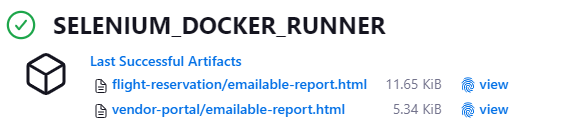 SELENIUM_DOCKER_RUNNER
Last Successful Artifacts
flight-reservation/emailable-report.html 11.65 KiB view
vendor-portal/emailable-report.html 5.34 KiB view